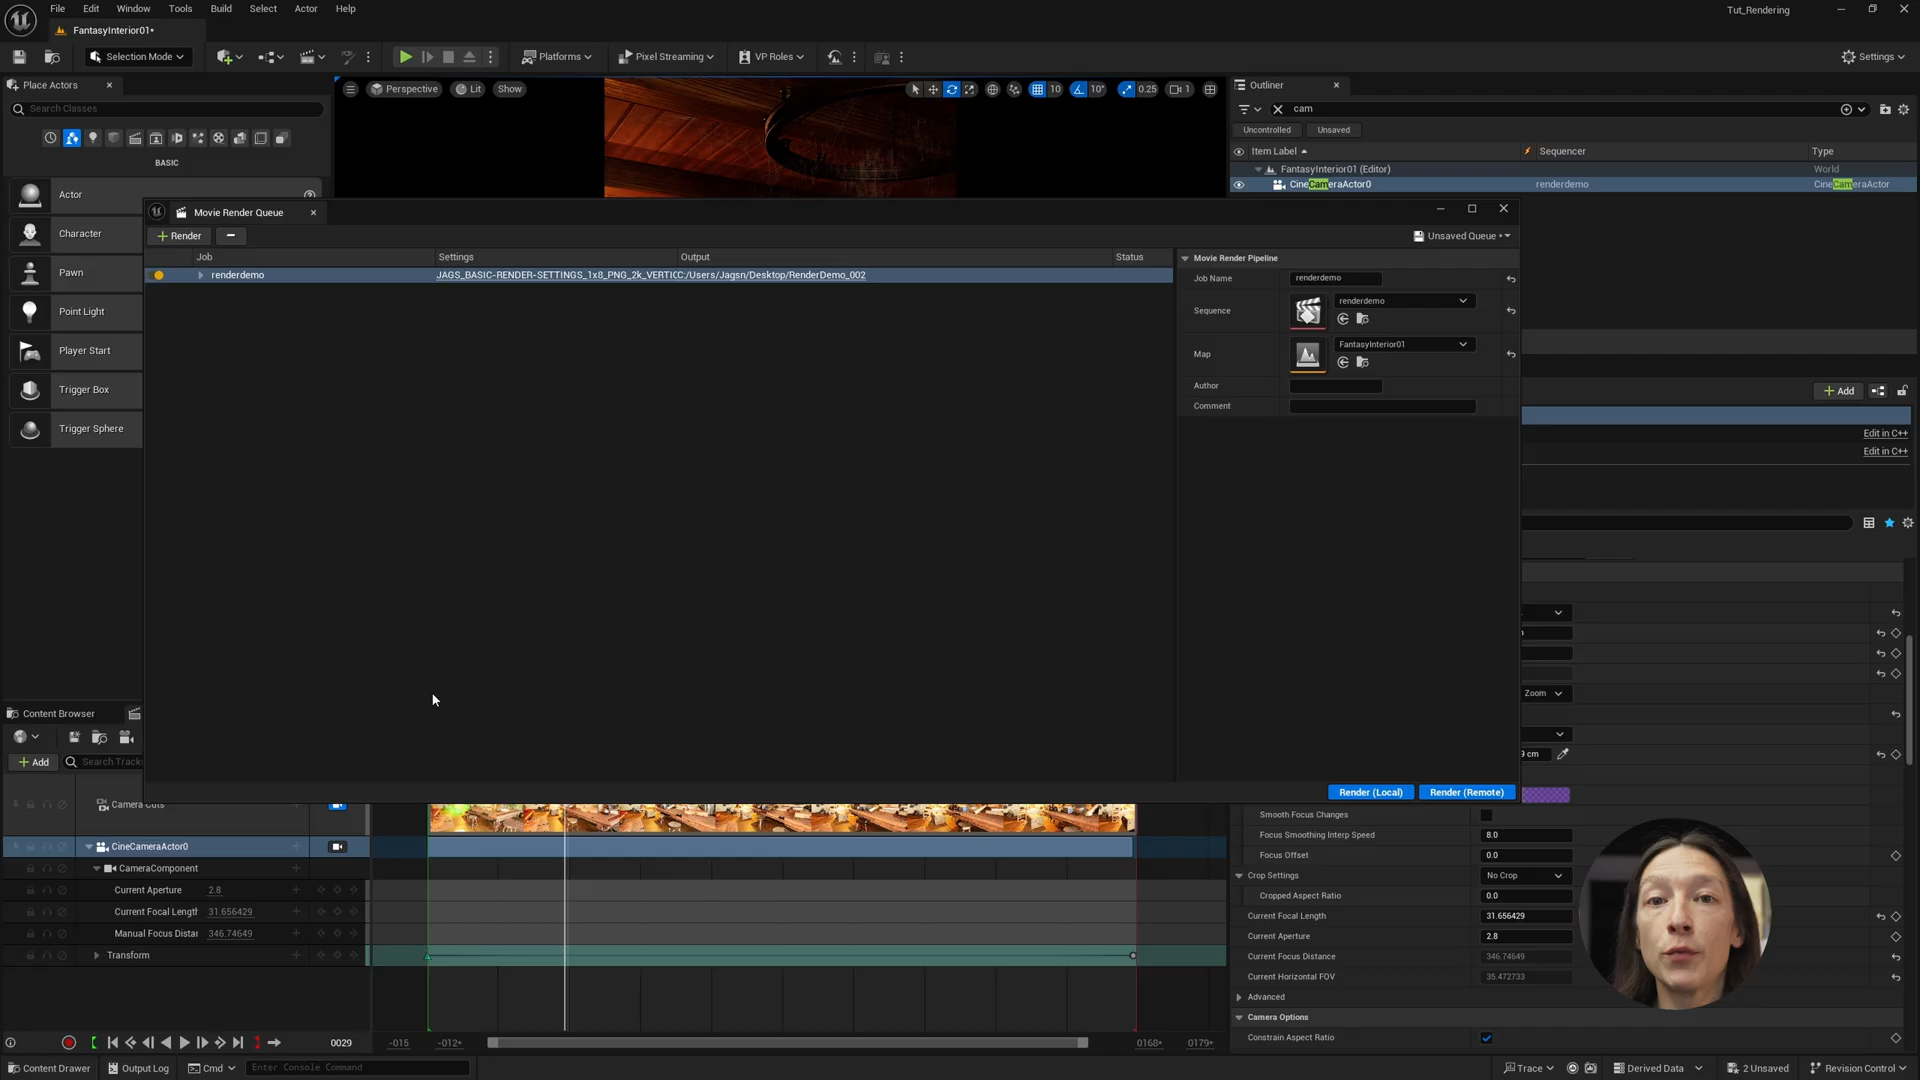 File Edit Window Tools Build Select Actor Help
Tut_Rendering
FantasyInterior01•
Selection Mode
Platforms
Pixel Streaming
VP Roles
Settings
Place Actors
Search Classes
BASIC
Actor
Character
Pawn
Point Light
Player Start
Trigger Box
Trigger Sphere
Perspective
Lit
Show
10
10°
0.25
1
Outliner
cam
Uncontrolled
Unsaved
Item Label
Sequencer
Type
FantasyInterior01 (Editor)
World
CineCameraActor0
renderdemo
CineCameraActor
Movie Render Queue
Render
Unsaved Queue •
Job
Settings
Output
Status
renderdemo
JAGS_BASIC-RENDER-SETTINGS_1x8_PNG_2k_VERTIC
C:/Users/Jagsn/Desktop/RenderDemo_002
Movie Render Pipeline
Job Name
renderdemo
Sequence
renderdemo
Map
FantasyInterior01
Author
Comment
Render (Local)
Render (Remote)
Add
Edit in C++
Edit in C++
Zoom
9 cm
Content Browser
Add
Search Track
Camera Cuts
CineCameraActor0
CameraComponent
Current Aperture
2.8
Current Focal Lengt
31.656429
Manual Focus Distar
346.74649
Transform
0029
-015
-012+
0168+
0179+
Smooth Focus Changes
Focus Smoothing Interp Speed
8.0
Focus Offset
0.0
Crop Settings
No Crop
Cropped Aspect Ratio
0.0
Current Focal Length
31.656429
Current Aperture
2.8
Current Focus Distance
346.74649
Current Horizontal FOV
35.472733
Advanced
Camera Options
Constrain Aspect Ratio
Content Drawer
Output Log
Cmd
Enter Console Command
Trace
Derived Data
2 Unsaved
Revision Control